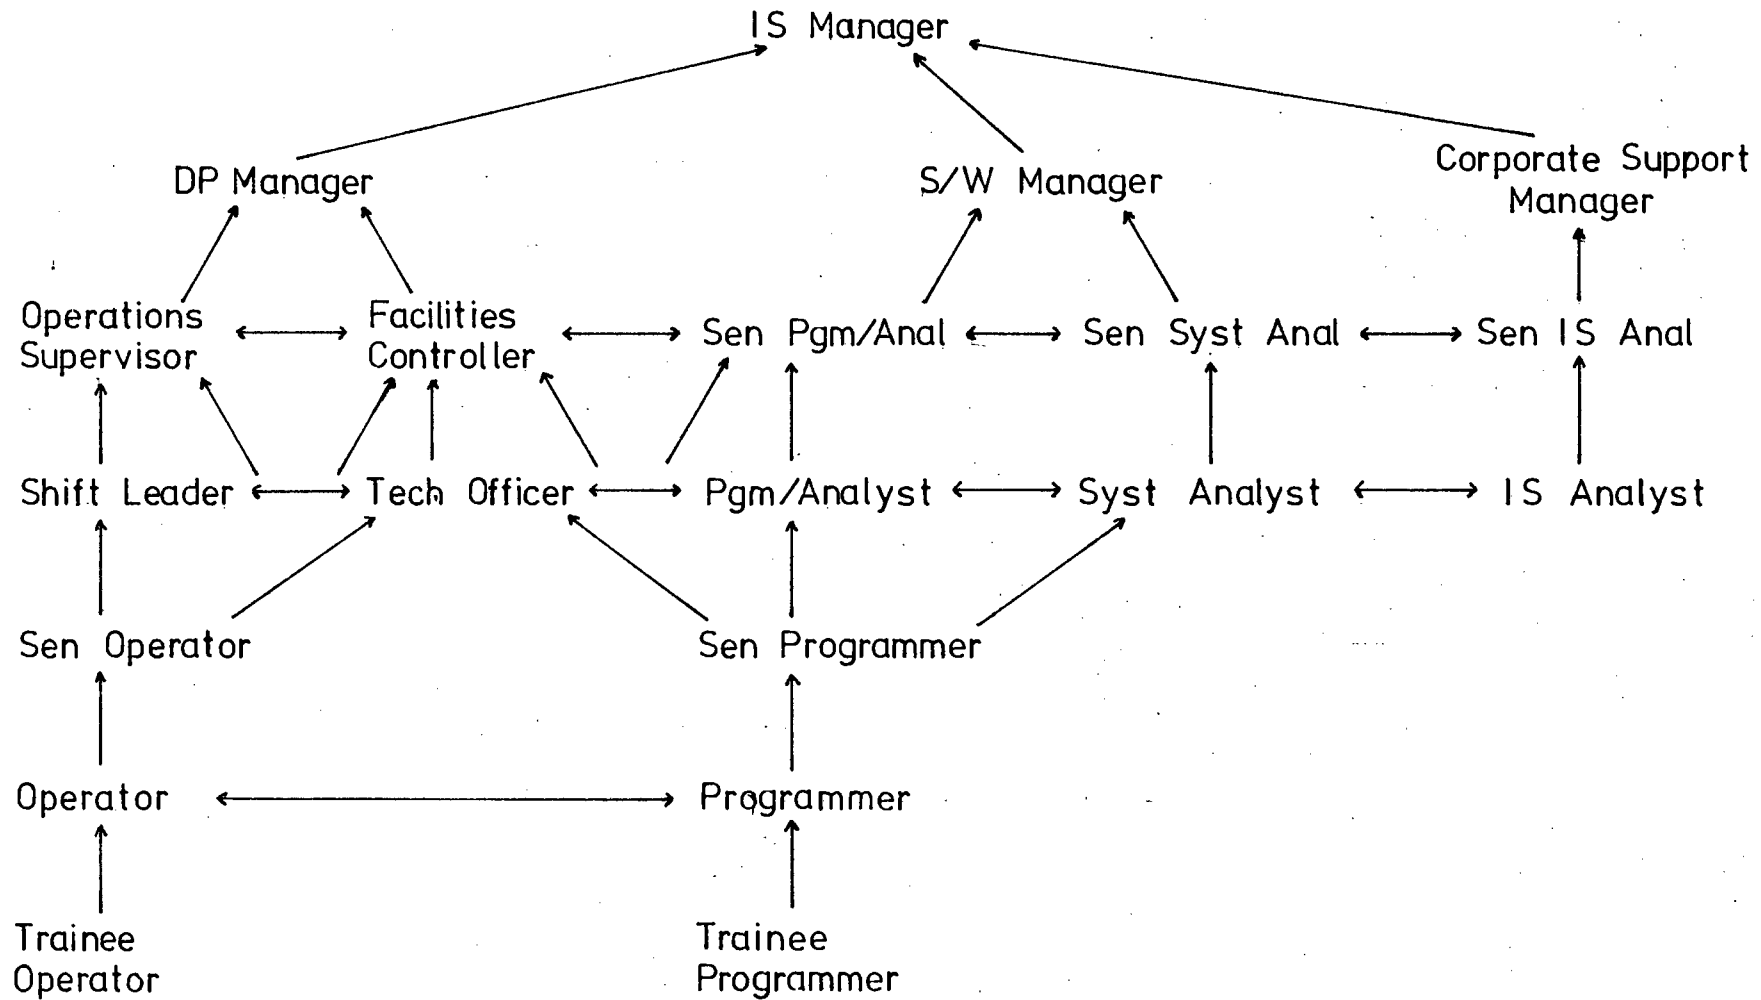 IS Manager
DP Manager
S/W Manager
Corporate Support
Manager
Operations
Supervisor
Facilities
Controller
Sen Pgm/Anal
Sen Syst Anal
Sen IS Anal
Shift Leader
Tech Officer
Pgm/Analyst
Syst Analyst
IS Analyst
Sen Operator
Sen Programmer
Operator
Programmer
Trainee
Operator
Trainee
Programmer